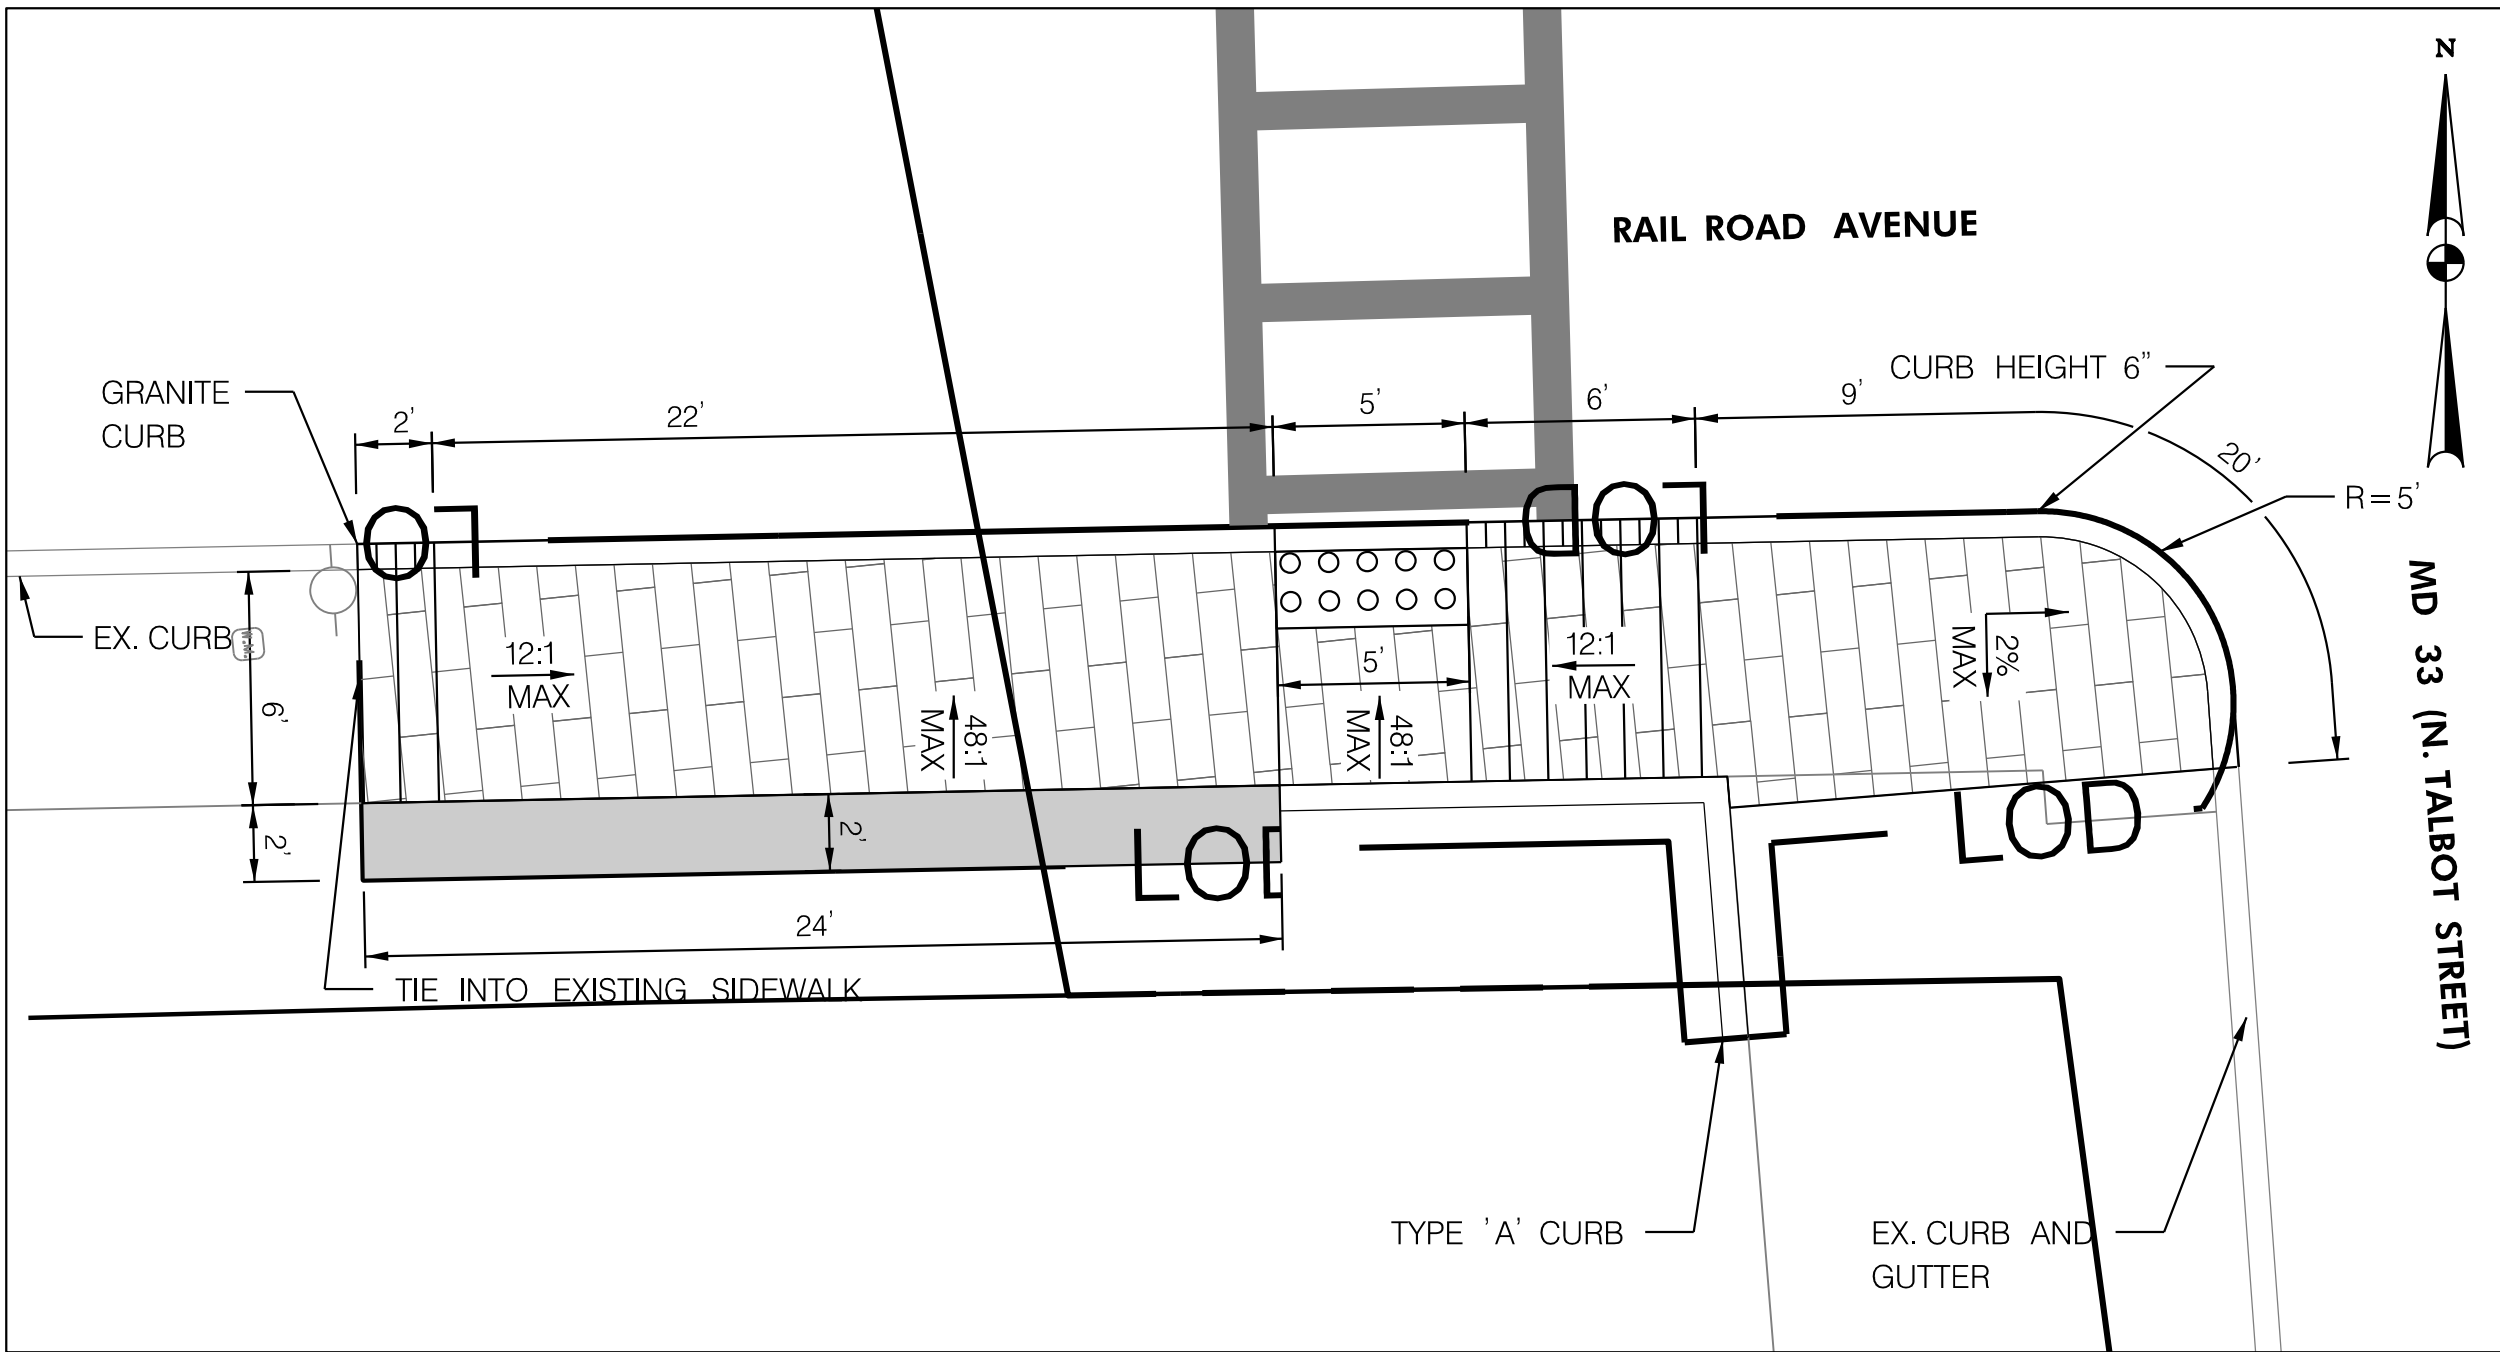 N
RAIL ROAD AVENUE
CURB HEIGHT 6"
GRANITE
CURB
2'
22'
5'
6'
9'
20'
R=5'
EX. CURB
W.M.
6'
2'
12:1
MAX
48:1
MAX
5'
48:1
MAX
12:1
MAX
2%
MAX
2'
LOD
LOD
24'
TIE INTO EXISTING SIDEWALK
MD 33 (N. TALBOT STREET)
TYPE 'A' CURB
EX. CURB AND
GUTTER